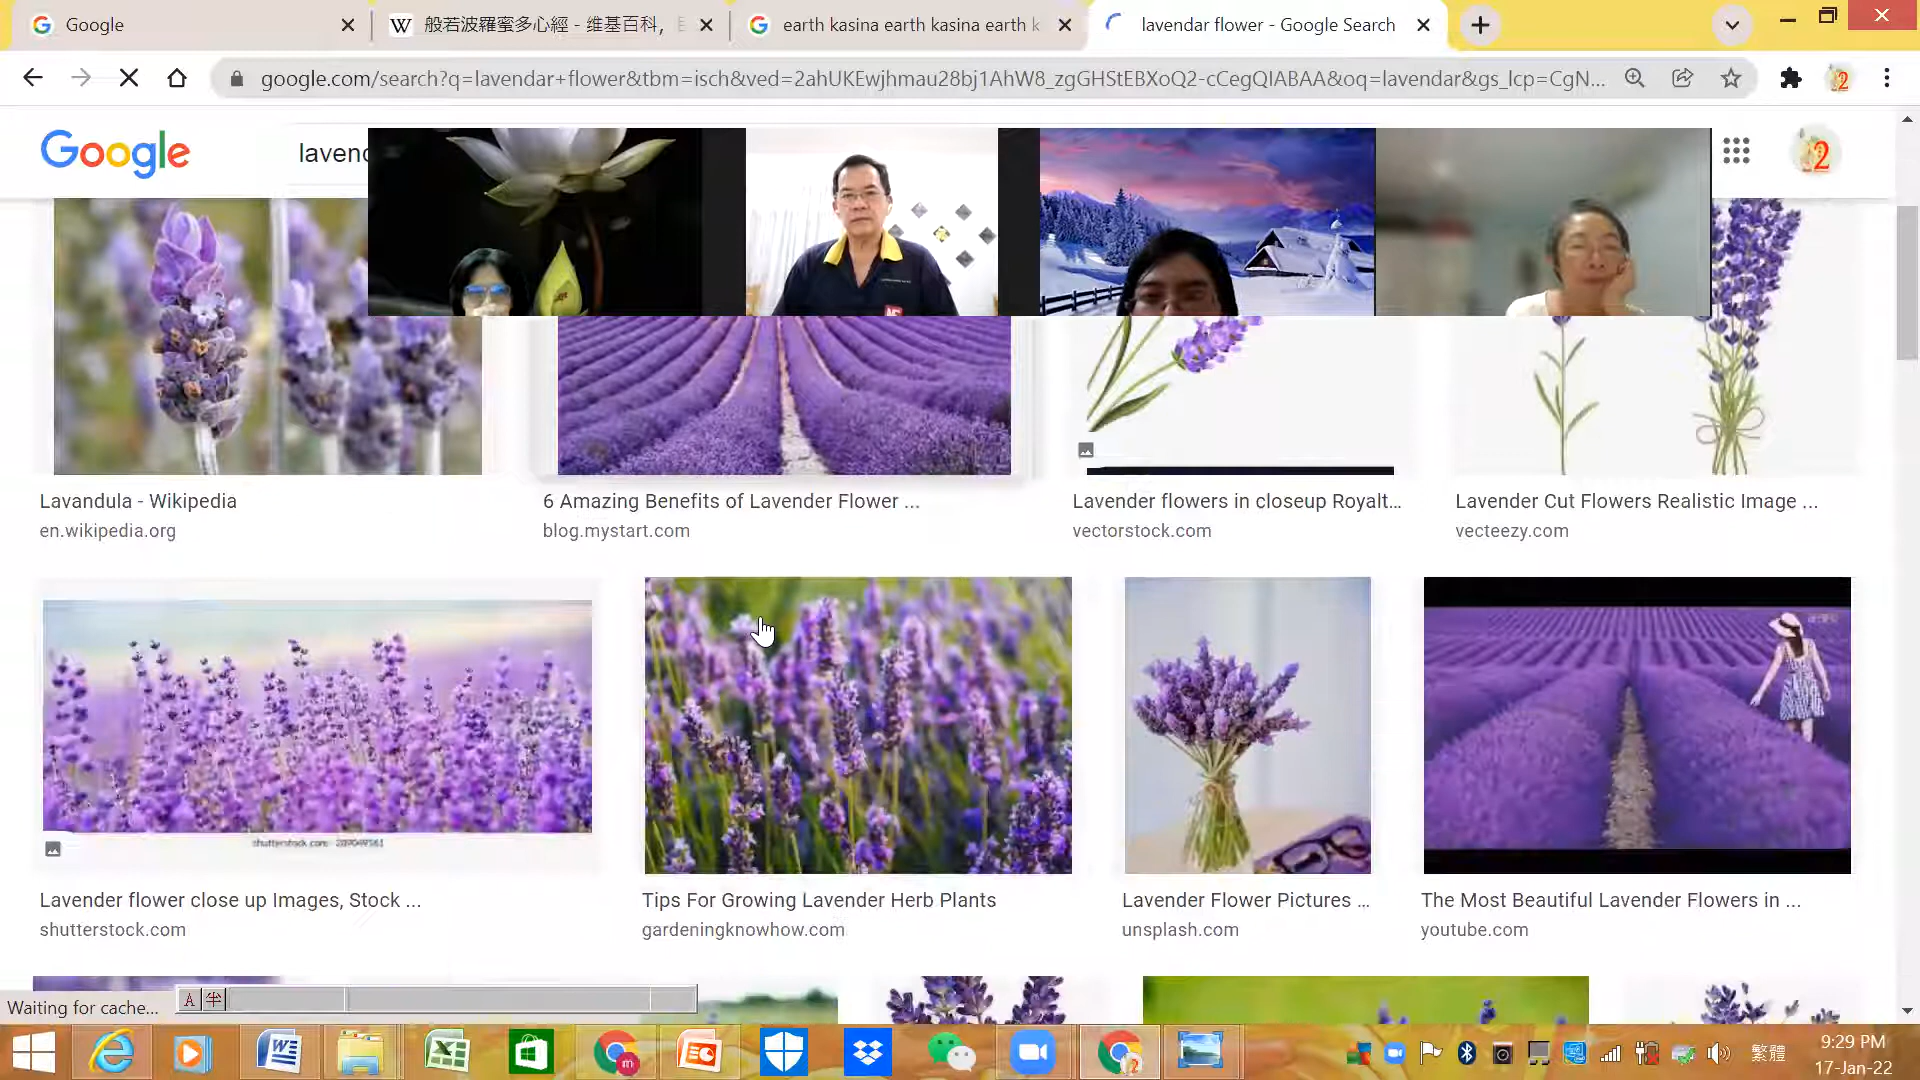 Google
般若波羅蜜多心經 - 维基百科,
earth kasina earth kasina earth k
lavendar flower - Google Search
google.com/search?q=lavendar+flower&tbm=isch&ved=2ahUKEwjhmau28bj1AhW8_zgGHStEBXoQ2-cCegQIABAA&oq=lavendar&gs_lcp=CgN...
Google
lavend
2
Lavandula - Wikipedia
en.wikipedia.org
6 Amazing Benefits of Lavender Flower ...
blog.mystart.com
Lavender flowers in closeup Royalt...
vectorstock.com
Lavender Cut Flowers Realistic Image ...
vecteezy.com
shutterstock.com
Lavender flower close up Images, Stock ...
shutterstock.com
Tips For Growing Lavender Herb Plants
gardeningknowhow.com
Lavender Flower Pictures ...
unsplash.com
The Most Beautiful Lavender Flowers in ...
youtube.com
Waiting for cache...
A 半
繁體
9:29 PM
17-Jan-22